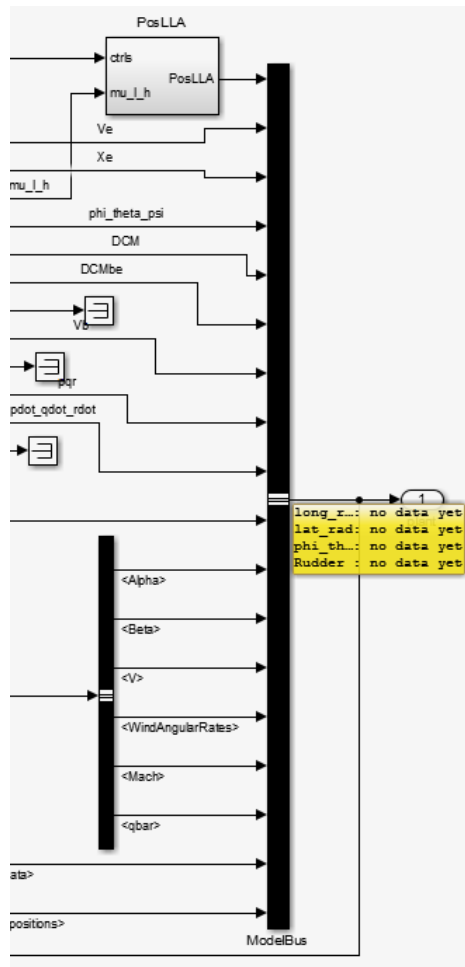 PosLLA
ctrls
PosLLA
mu_l_h
Ve
Xe
mu_l_h
phi_theta_psi
DCM
DCMbe
Vb
pqr
pdot_qdot_rdot
1
long_r…: no data yet
lat_rad: no data yet
phi_th…: no data yet
Rudder : no data yet
<Alpha>
<Beta>
<V>
<WindAngularRates>
<Mach>
<qbar>
ata>
positions>
ModelBus